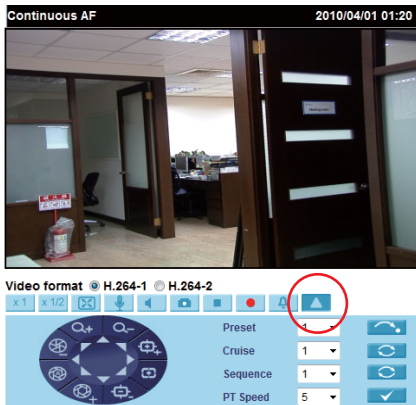 Continuous AF 2010/04/01 01:20
Video format H.264-1 H.264-2
x 1 x 1/2
Preset 1
Cruise 1
Sequence 1
PT Speed 5